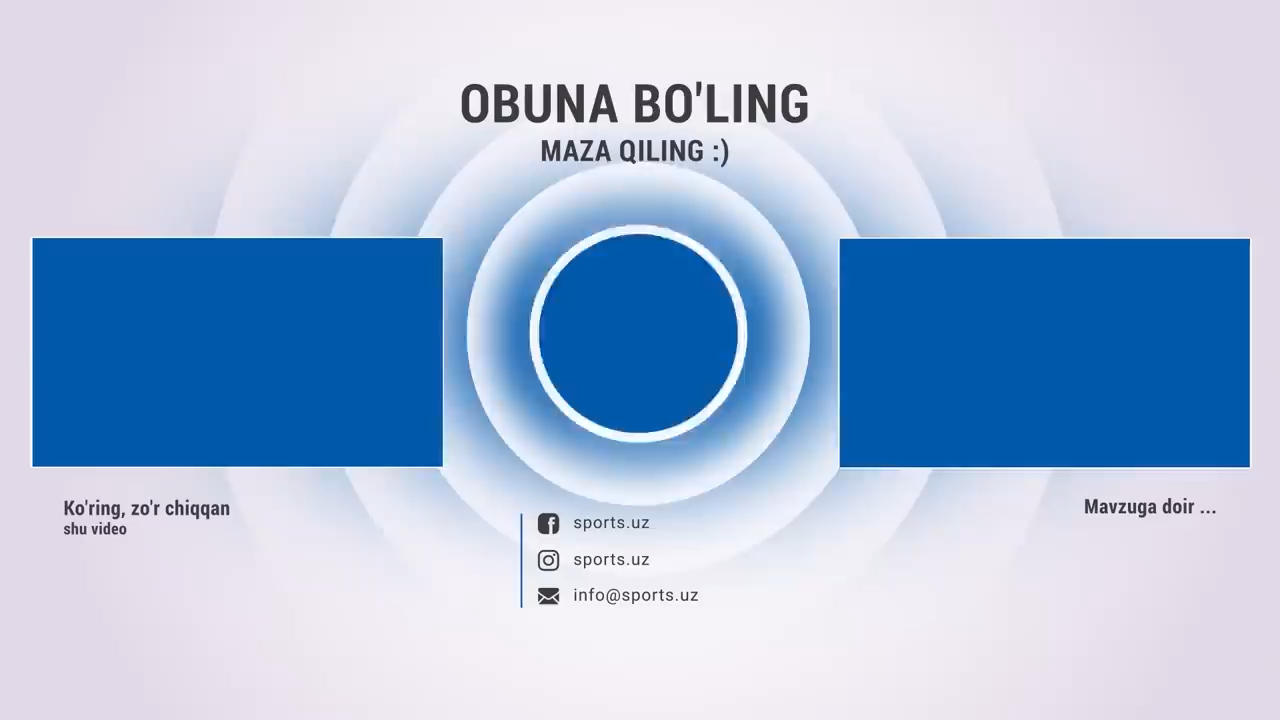 OBUNA BO'LING
MAZA QILING :)
Ko'ring, zo'r chiqqan
shu video
Mavzuga doir ...
sports.uz
sports.uz
info@sports.uz